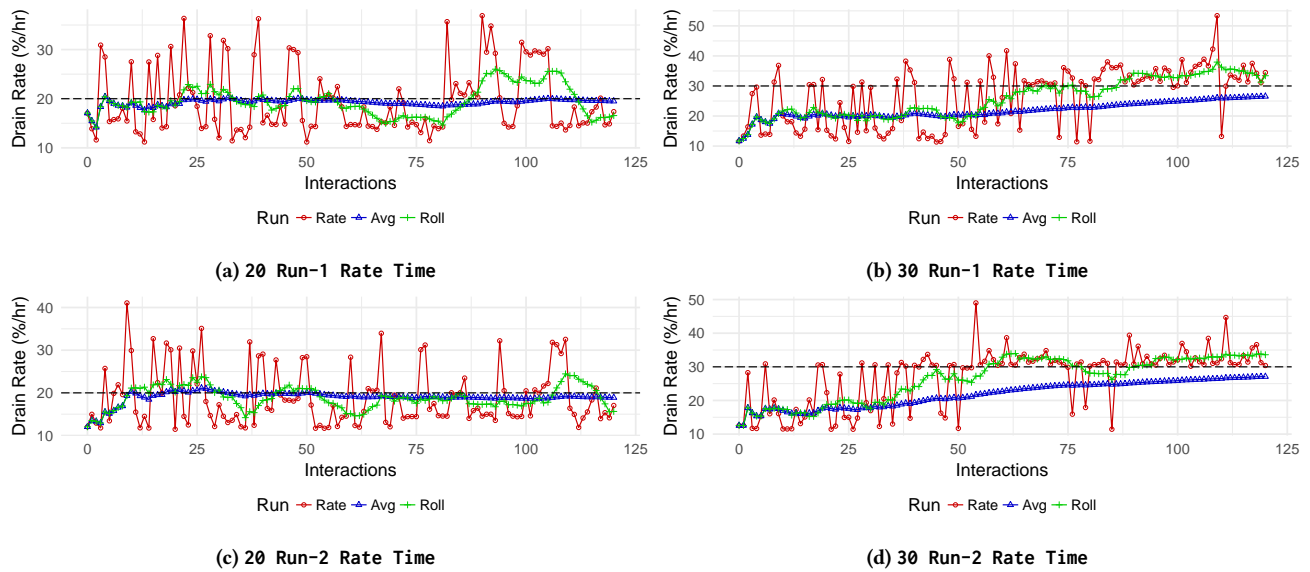 Drain Rate (%/hr)
30
20
10
0 25 50 75 100 125
Interactions
Run Rate Avg Roll
(a) 20 Run-1 Rate Time
Drain Rate (%/hr)
50
40
30
20
10
0 25 50 75 100 125
Interactions
Run Rate Avg Roll
(b) 30 Run-1 Rate Time
Drain Rate (%/hr)
40
30
20
10
0 25 50 75 100 125
Interactions
Run Rate Avg Roll
(c) 20 Run-2 Rate Time
Drain Rate (%/hr)
50
40
30
20
10
0 25 50 75 100 125
Interactions
Run Rate Avg Roll
(d) 30 Run-2 Rate Time